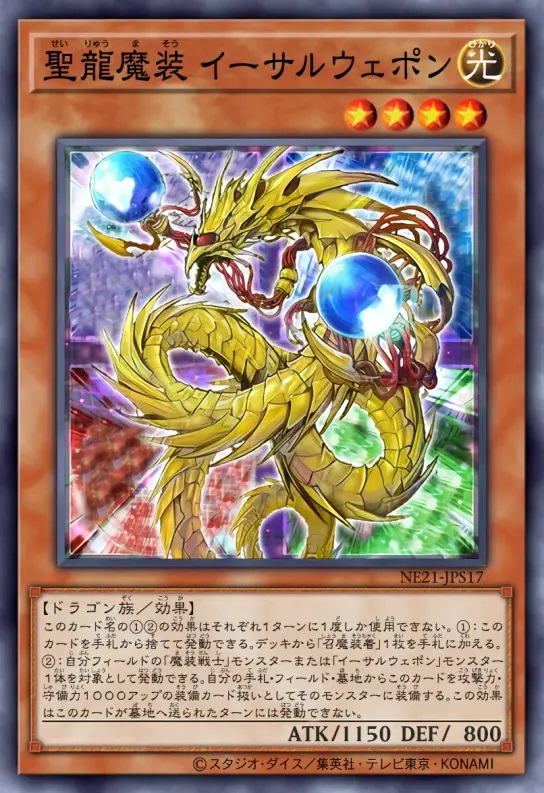 聖龍魔装 イーサルウェポン
光
NE21-JPS17
【ドラゴン族／効果】
このカード名の①②の効果はそれぞれ1ターンに1度しか使用できない。①：この
カードを手札から捨てて発動できる。デッキから「召魔装着」1枚を手札に加える。
②：自分フィールドの「魔装戦士」モンスターまたは「イーサルウェポン」モンスター
1体を対象として発動できる。自分の手札・フィールド・墓地からこのカードを攻撃力・
守備力1000アップの装備カード扱いとしてそのモンスターに装備する。この効果
はこのカードが墓地へ送られたターンには発動できない。
ATK/1150 DEF/ 800
©スタジオ・ダイス／集英社・テレビ東京・KONAMI